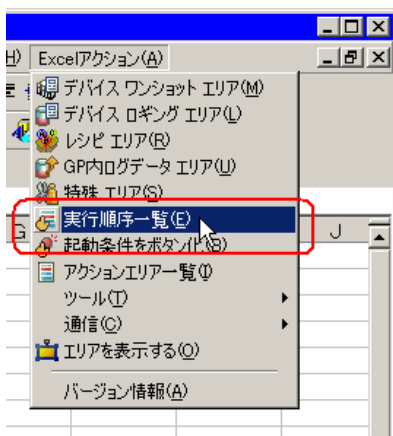 H) Excelアクション(A)
デバイス ワンショット エリア(M)
デバイス ロギング エリア(L)
レシピ エリア(R)
GP内ログデータ エリア(U)
特殊 エリア(S)
実行順序一覧(E)
起動条件をボタン化(B)
アクションエリア一覧(I)
ツール(T)
通信(C)
エリアを表示する(O)
バージョン情報(A)
G
J